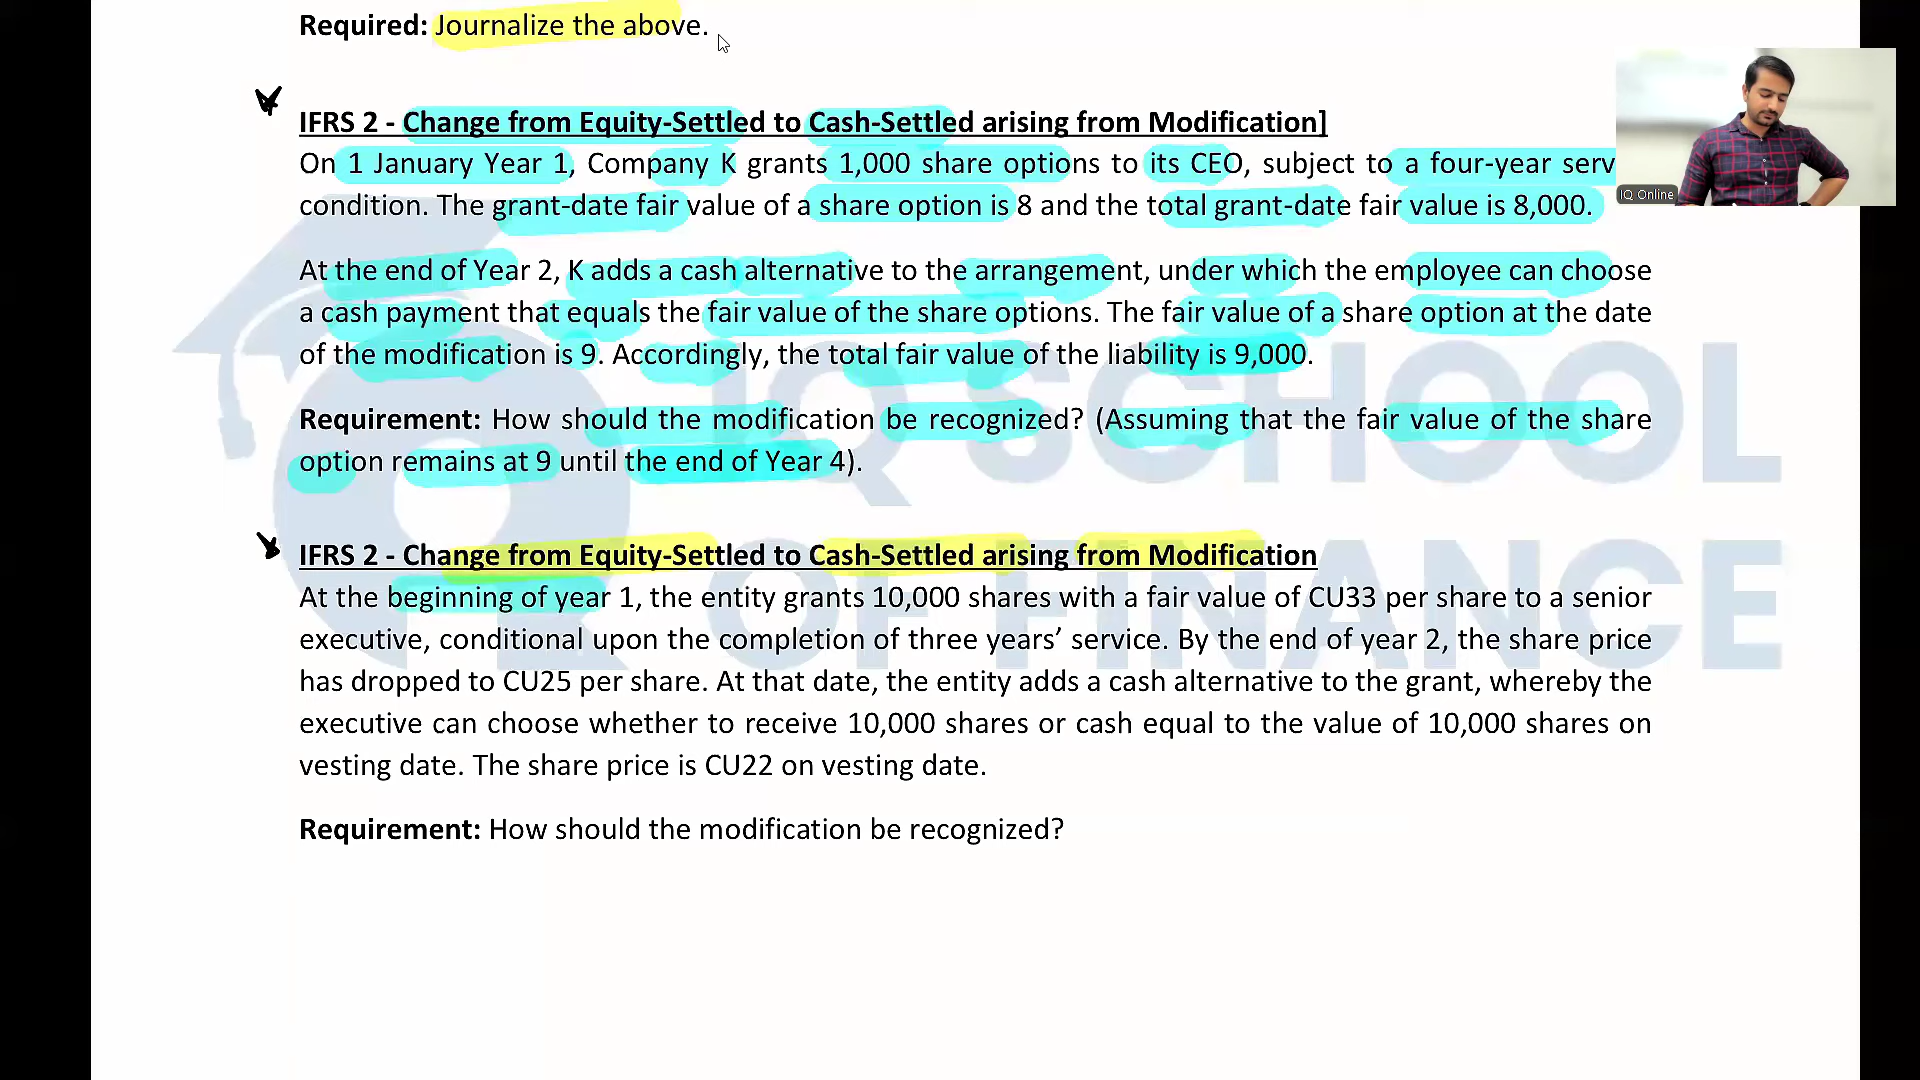 Required: Journalize the above.
IFRS 2 - Change from Equity-Settled to Cash-Settled arising from Modification]
On 1 January Year 1, Company K grants 1,000 share options to its CEO, subject to a four-year serv
IQ Online
condition. The grant-date fair value of a share option is 8 and the total grant-date fair value is 8,000.
At the end of Year 2, K adds a cash alternative to the arrangement, under which the employee can choose
a cash payment that equals the fair value of the share options. The fair value of a share option at the date
of the modification is 9. Accordingly, the total fair value of the liability is 9,000.
Requirement: How should the modification be recognized? (Assuming that the fair value of the share
option remains at 9 until the end of Year 4).
IQ SCHOOL
OF FINANCE
IFRS 2 - Change from Equity-Settled to Cash-Settled arising from Modification
At the beginning of year 1, the entity grants 10,000 shares with a fair value of CU33 per share to a senior
executive, conditional upon the completion of three years’ service. By the end of year 2, the share price
has dropped to CU25 per share. At that date, the entity adds a cash alternative to the grant, whereby the
executive can choose whether to receive 10,000 shares or cash equal to the value of 10,000 shares on
vesting date. The share price is CU22 on vesting date.
Requirement: How should the modification be recognized?